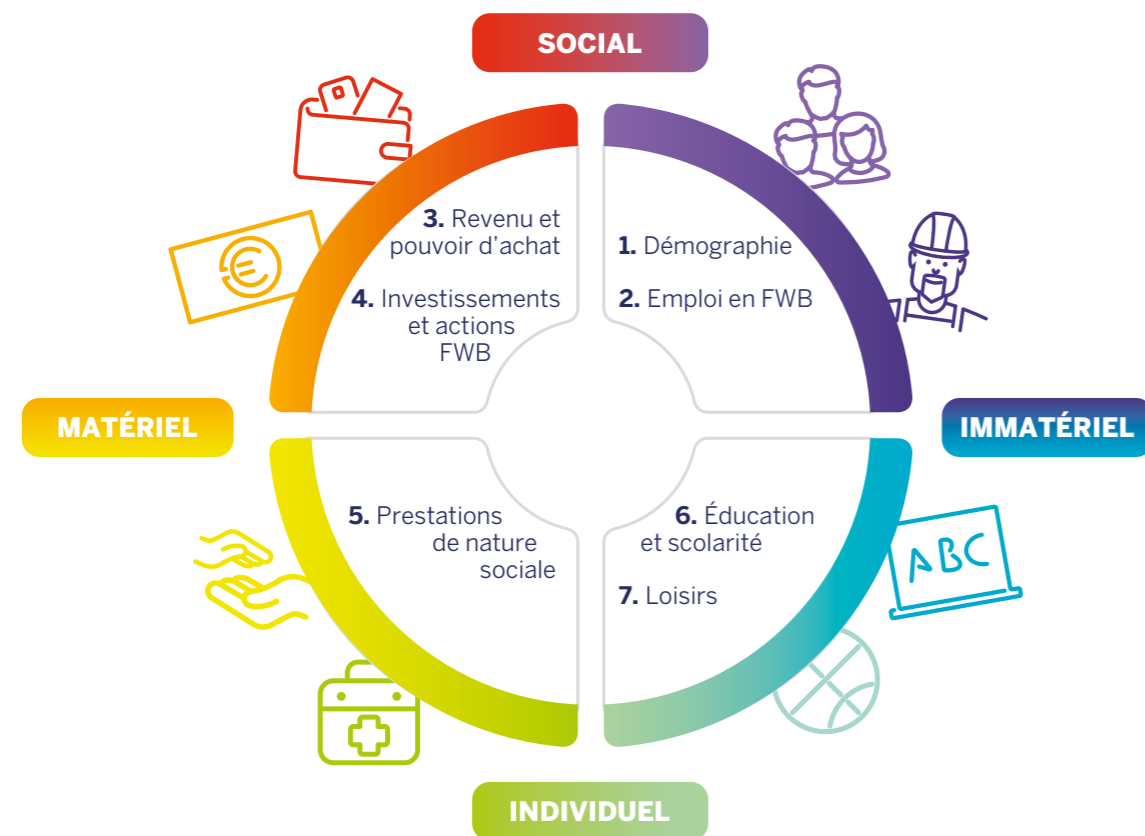 SOCIAL
3. Revenu et
pouvoir d’achat
4. Investissements
et actions
FWB
1. Démographie
2. Emploi en FWB
MATÉRIEL
IMMATÉRIEL
5. Prestations
de nature
sociale
6. Éducation
et scolarité
7. Loisirs
ABC
INDIVIDUEL